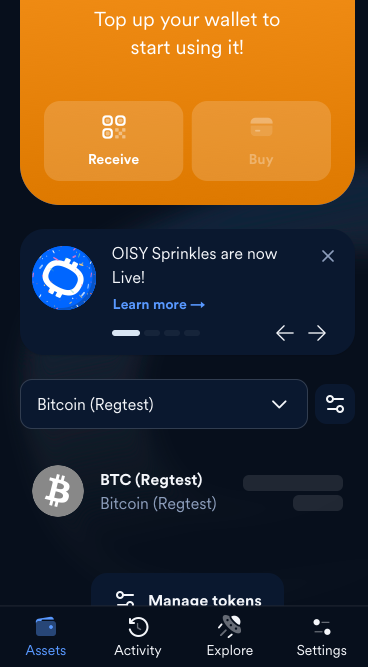 Top up your wallet to
start using it!
Receive
Buy
OISY Sprinkles are now
Live!
Learn more →
Bitcoin (Regtest)
BTC (Regtest)
Bitcoin (Regtest)
Manage tokens
Assets
Activity
Explore
Settings